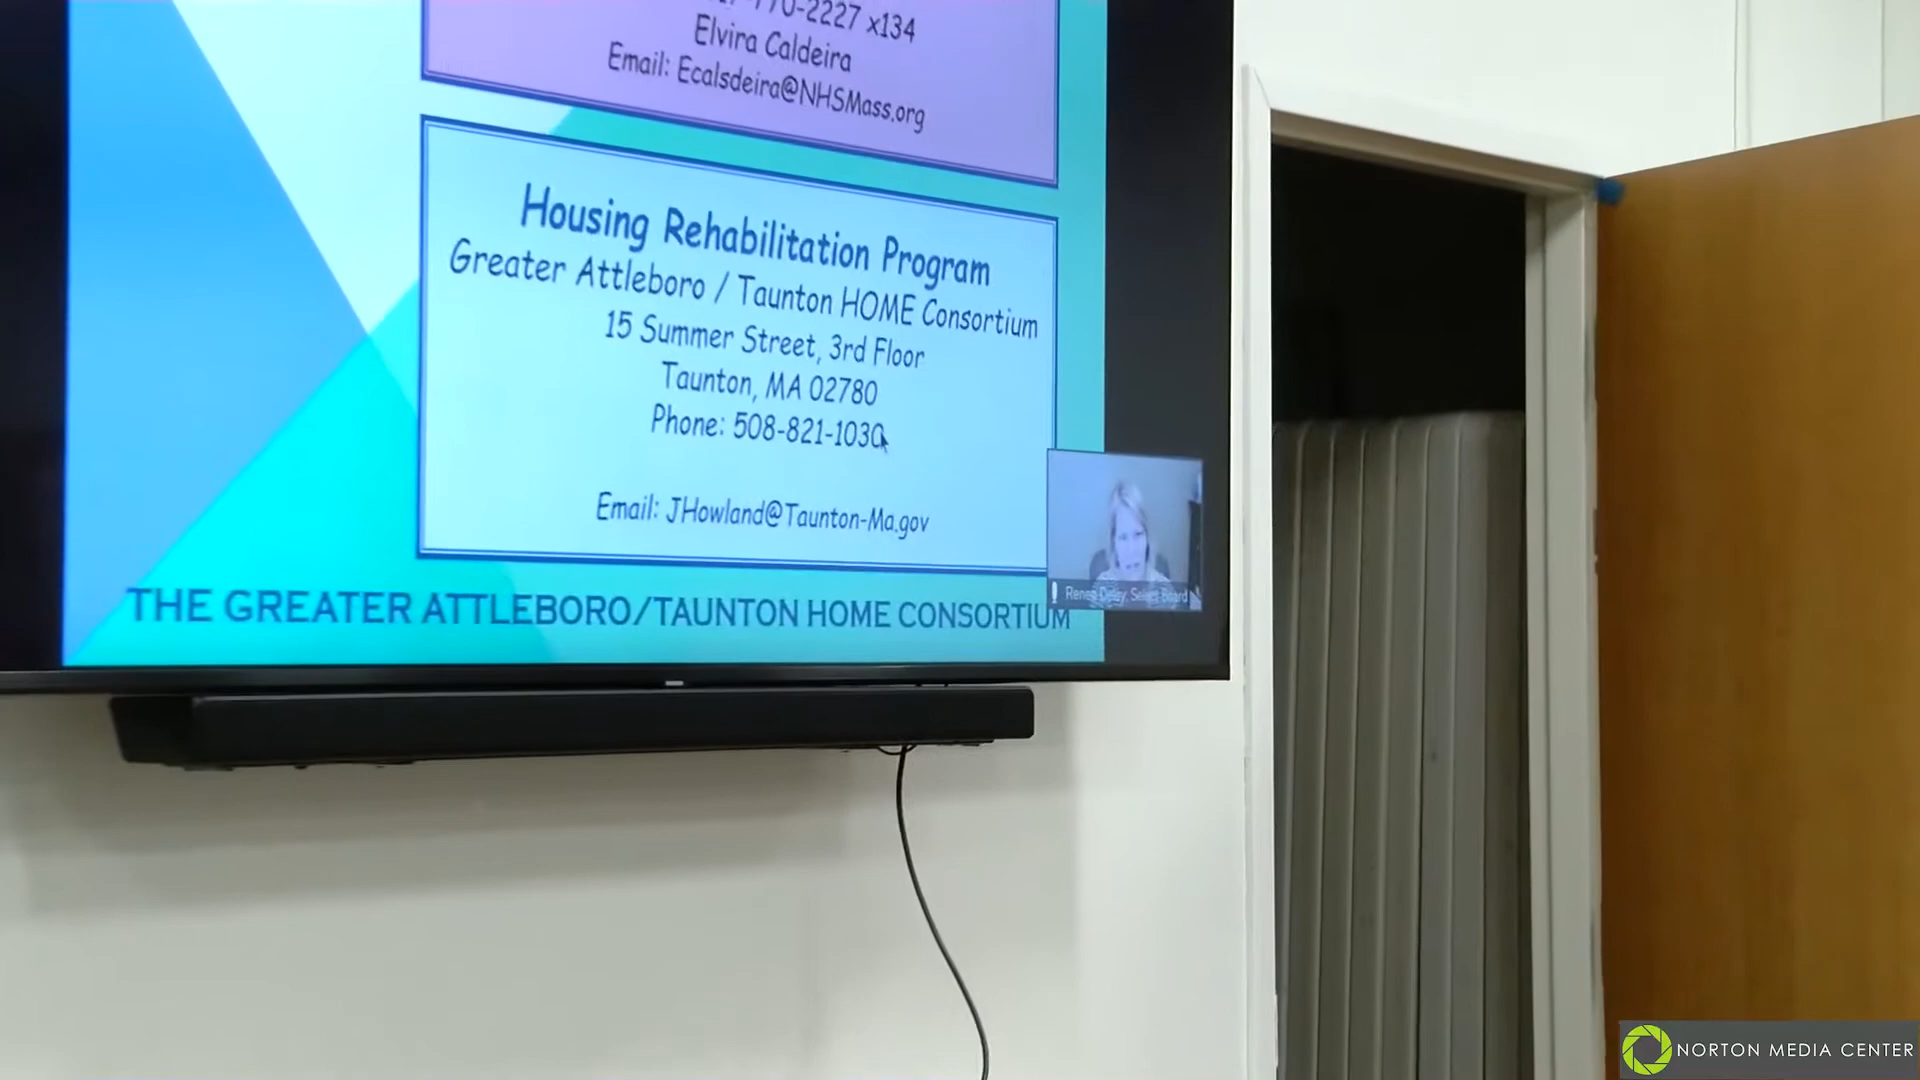 770-2227 x134
Elvira Caldeira
Email: Ecalsdeira@NHSMass.org
Housing Rehabilitation Program
Greater Attleboro / Taunton HOME Consortium
15 Summer Street, 3rd Floor
Taunton, MA 02780
Phone: 508-821-1030
Email: JHowland@Taunton-Ma.gov
Select Board
THE GREATER ATTLEBORO/TAUNTON HOME CONSORTIUM
NORTON MEDIA CENTER